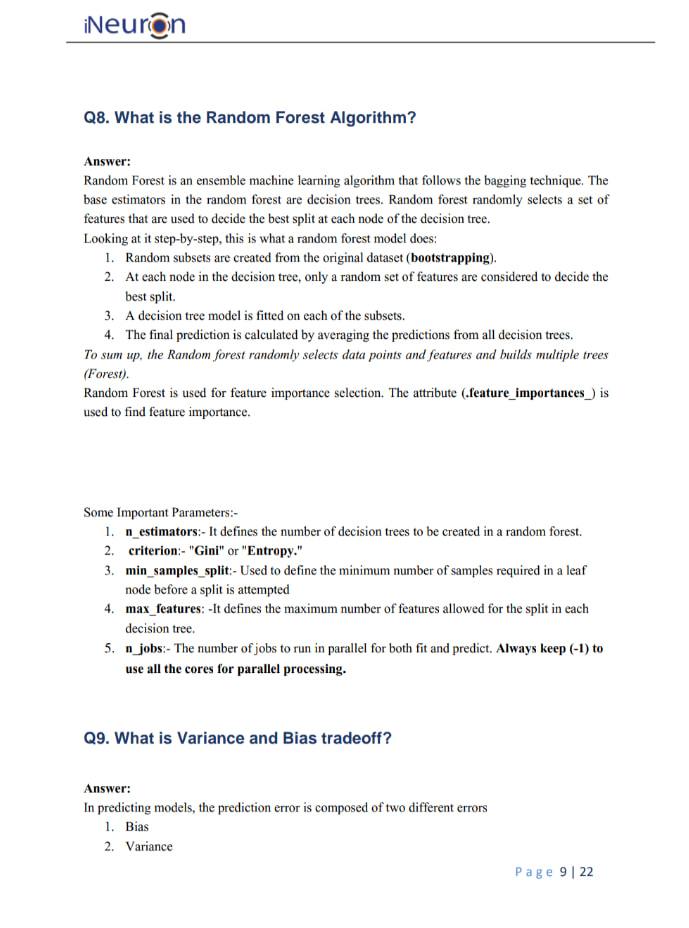 iNeuron
Q8. What is the Random Forest Algorithm?
Answer:
Random Forest is an ensemble machine learning algorithm that follows the bagging technique. The
base estimators in the random forest are decision trees. Random forest randomly selects a set of
features that are used to decide the best split at each node of the decision tree.
Looking at it step-by-step, this is what a random forest model does:
1. Random subsets are created from the original dataset (bootstrapping).
2. At each node in the decision tree, only a random set of features are considered to decide the
best split.
3. A decision tree model is fitted on each of the subsets.
4. The final prediction is calculated by averaging the predictions from all decision trees.
To sum up, the Random forest randomly selects data points and features and builds multiple trees
(Forest).
Random Forest is used for feature importance selection. The attribute (.feature_importances_) is
used to find feature importance.
Some Important Parameters:-
1. n_estimators:- It defines the number of decision trees to be created in a random forest.
2. criterion:- "Gini" or "Entropy."
3. min_samples_split:- Used to define the minimum number of samples required in a leaf
node before a split is attempted
4. max_features: -It defines the maximum number of features allowed for the split in each
decision tree.
5. n_jobs:- The number of jobs to run in parallel for both fit and predict. Always keep (-1) to
use all the cores for parallel processing.
Q9. What is Variance and Bias tradeoff?
Answer:
In predicting models, the prediction error is composed of two different errors
1. Bias
2. Variance
Page 9 | 22